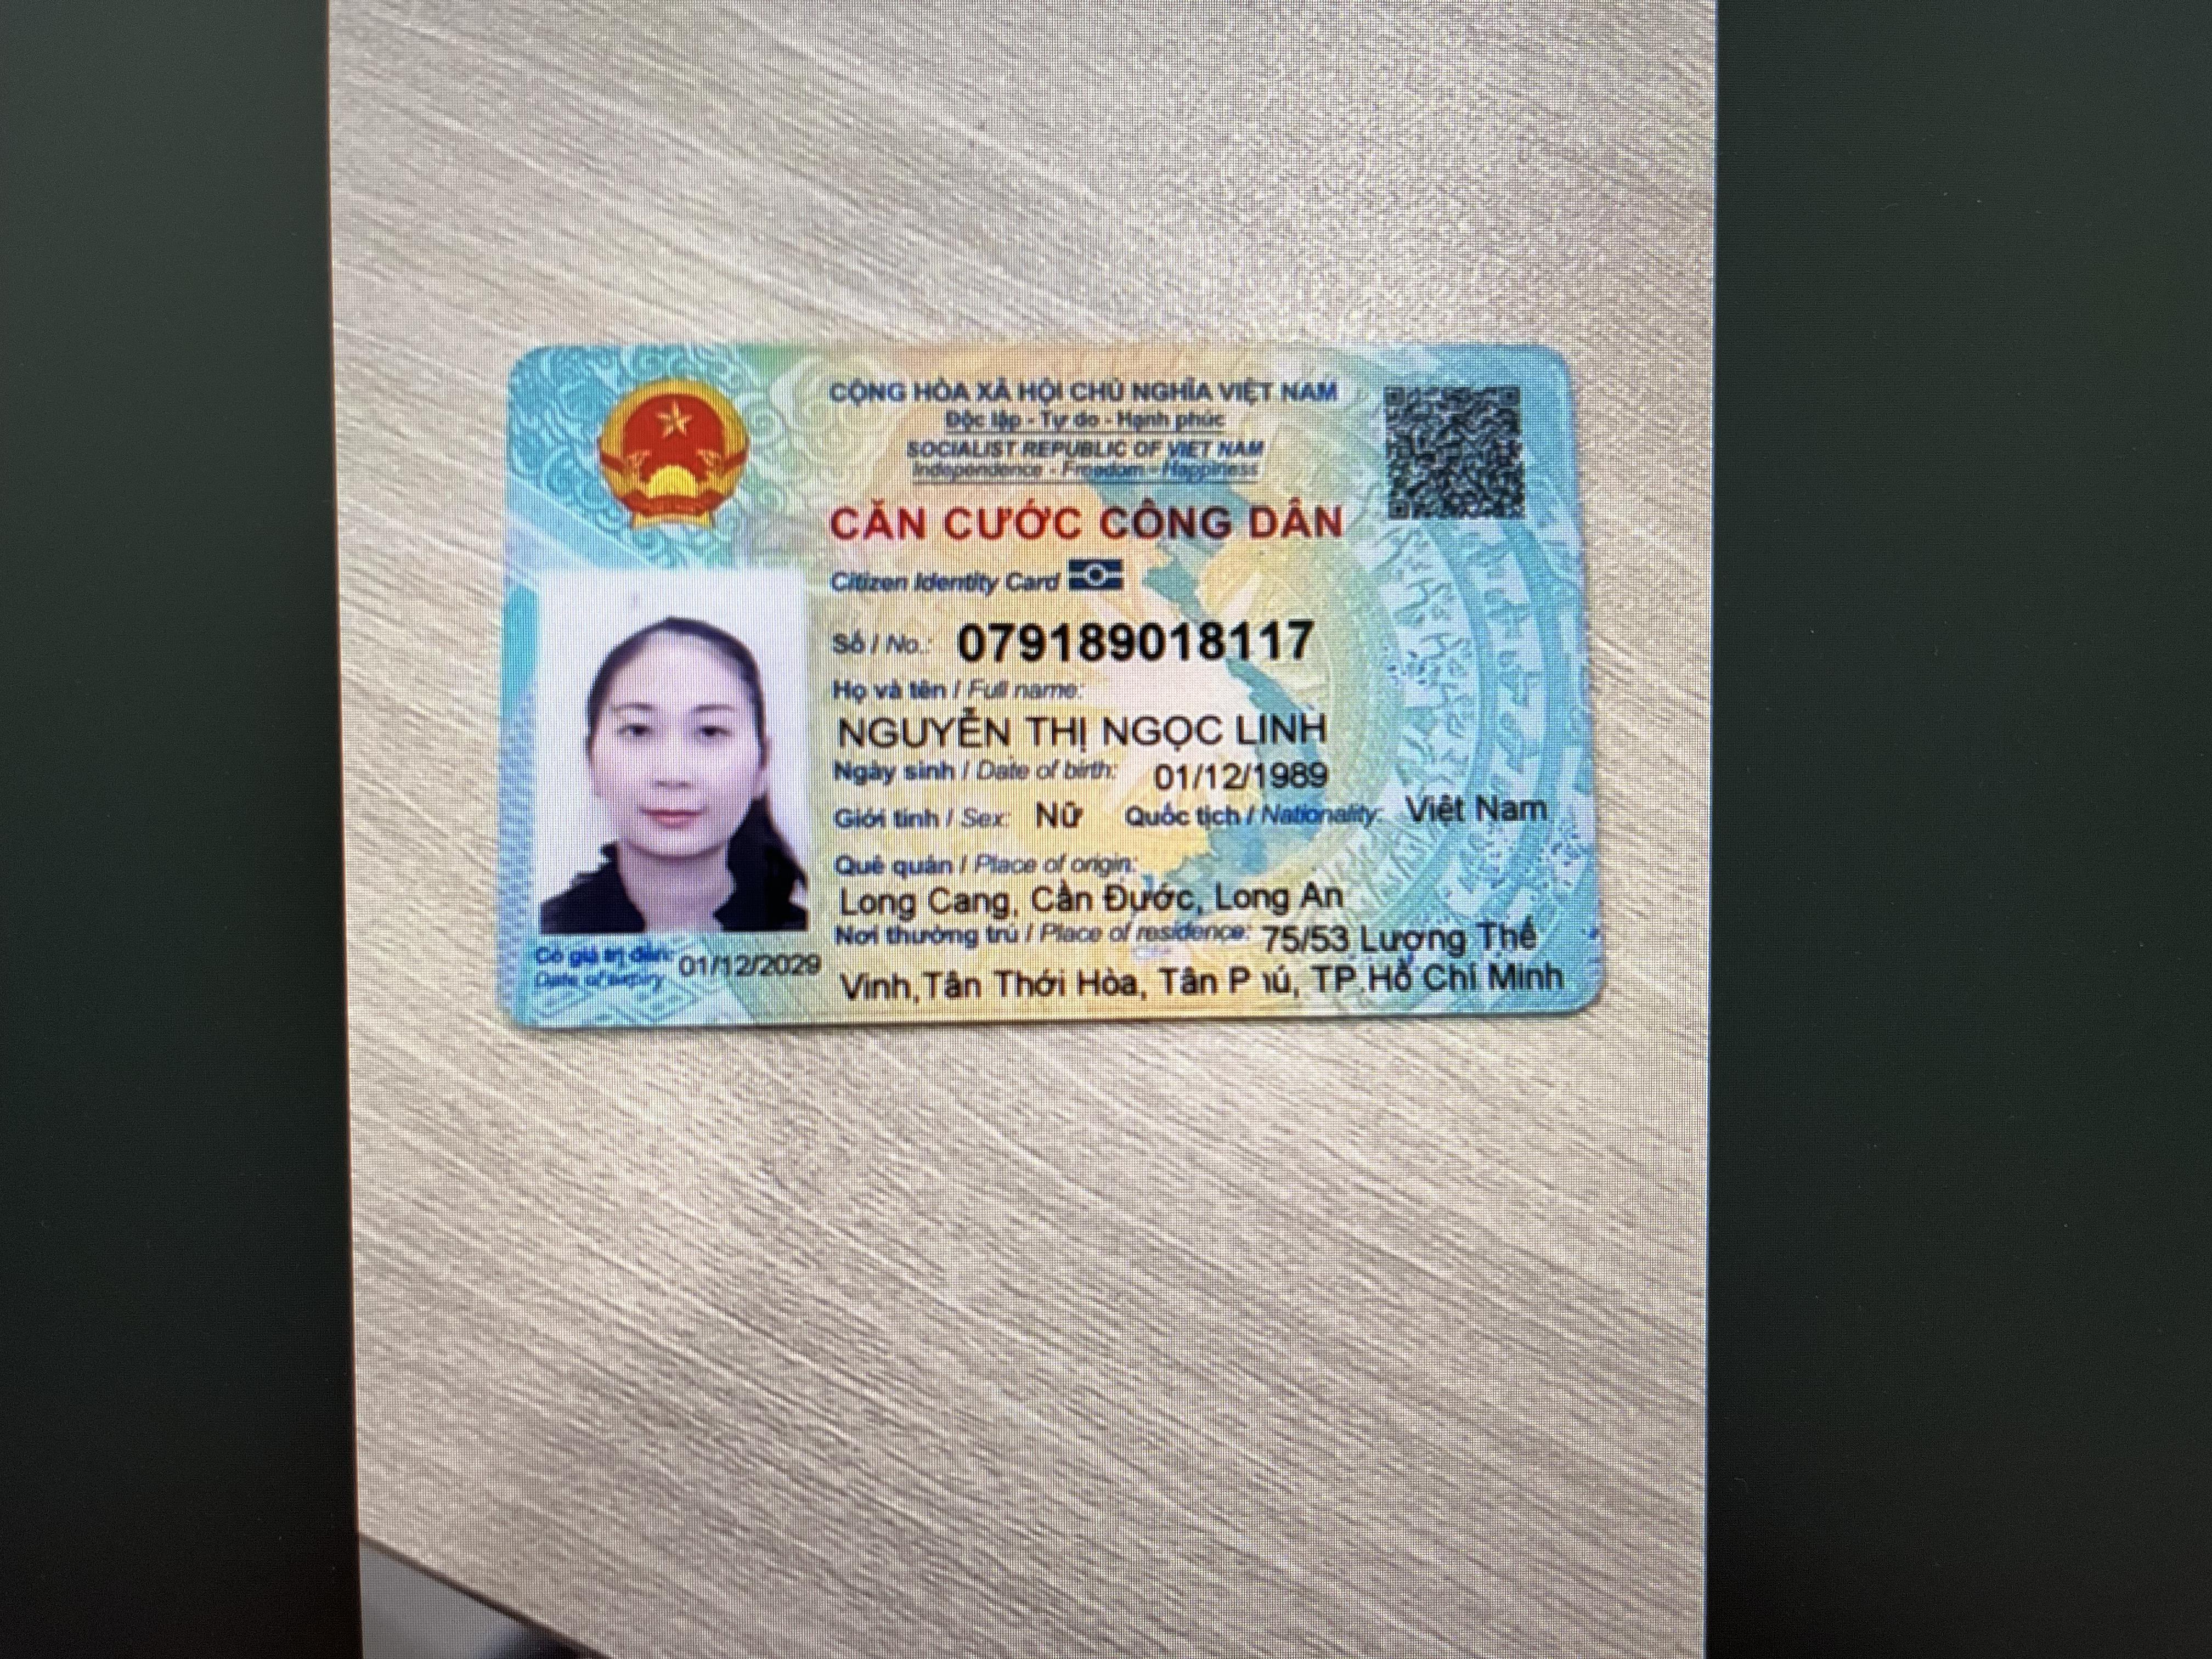 CỘNG HÒA XÃ HỘI CHỦ NGHĨA VIỆT NAM
Độc lập - Tự do - Hạnh phúc
SOCIALIST REPUBLIC OF VIET NAM
Independence - Freedom - Happiness
CĂN CƯỚC CÔNG DÂN
Citizen Identity Card
Số / No.: 079189018117
Họ và tên / Full name:
NGUYỄN THỊ NGỌC LINH
Ngày sinh / Date of birth: 01/12/1989
Giới tính / Sex: Nữ Quốc tịch / Nationality: Việt Nam
Quê quán / Place of origin:
Long Cang, Cần Đước, Long An
Nơi thường trú / Place of residence: 75/53 Lương Thế
Vinh,Tân Thới Hòa, Tân P ú, TP.Hồ Chí Minh
Có giá trị đến: 01/12/2029
Date of expiry